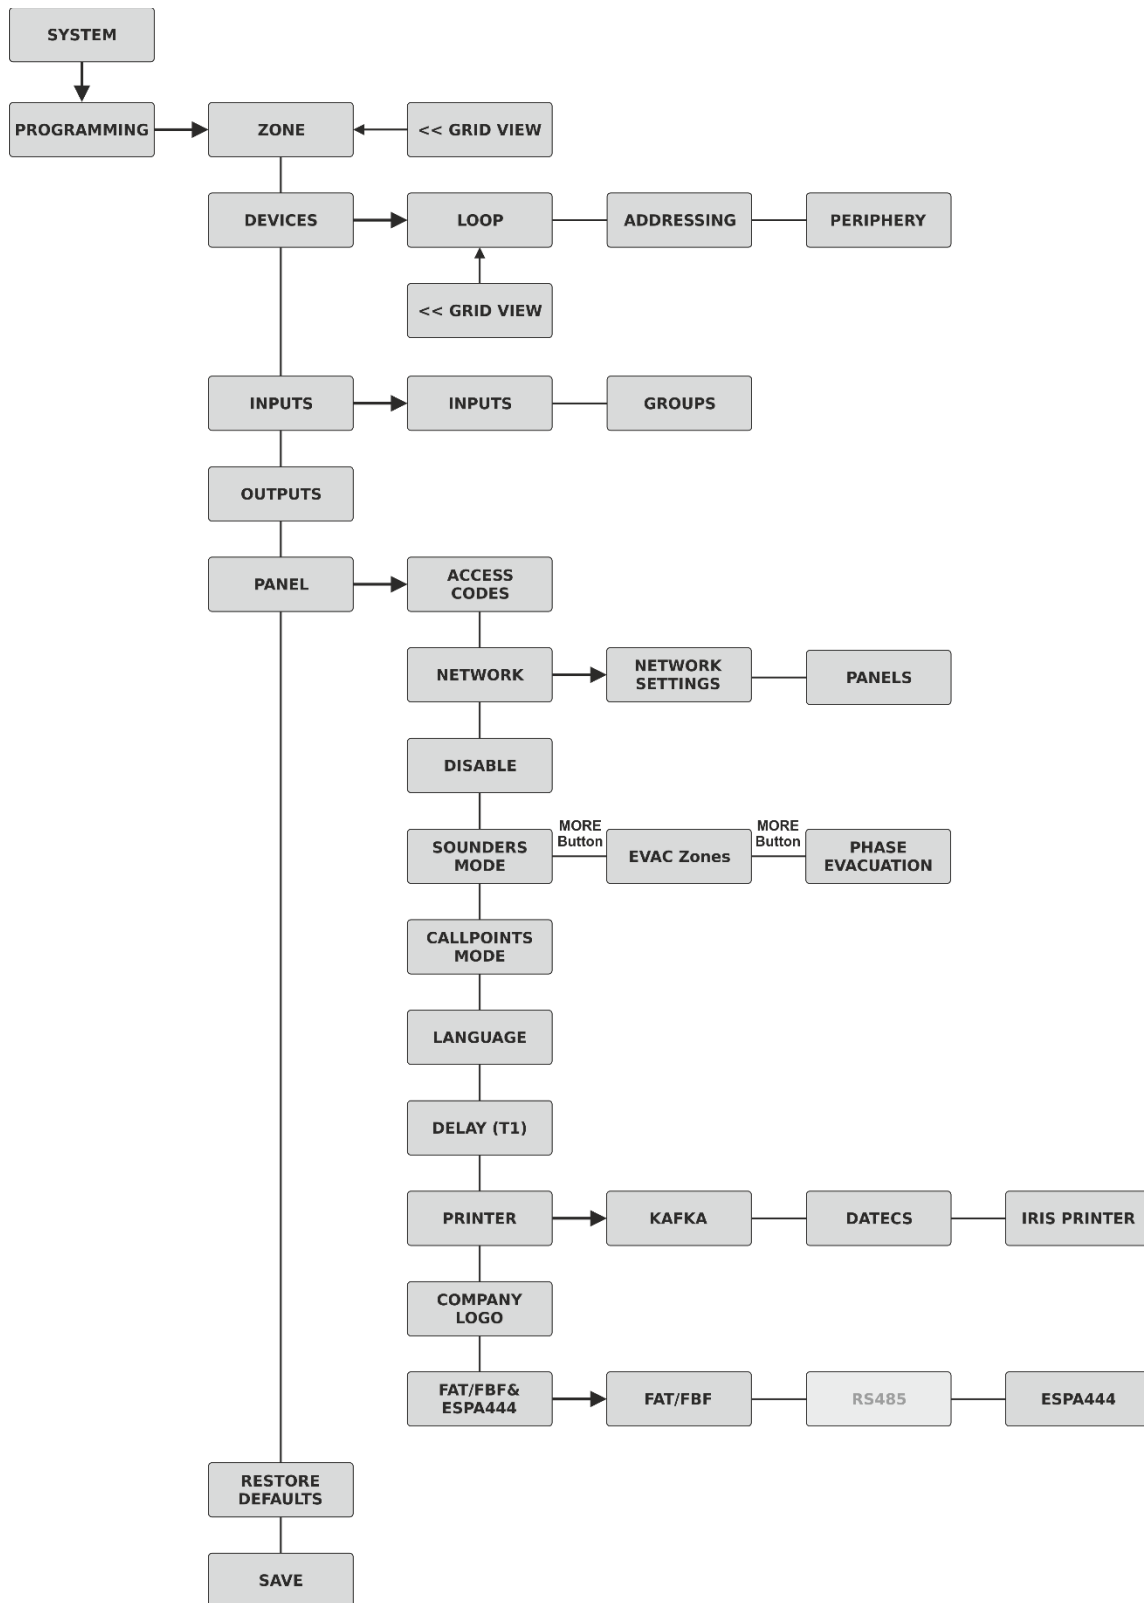 SYSTEM
PROGRAMMING
ZONE
<< GRID VIEW
DEVICES
LOOP
ADDRESSING
PERIPHERY
<< GRID VIEW
INPUTS
INPUTS
GROUPS
OUTPUTS
PANEL
ACCESS
CODES
NETWORK
NETWORK
SETTINGS
PANELS
DISABLE
SOUNDERS
MODE
MORE
Button
EVAC Zones
MORE
Button
PHASE
EVACUATION
CALLPOINTS
MODE
LANGUAGE
DELAY (T1)
PRINTER
KAFKA
DATECS
IRIS PRINTER
COMPANY
LOGO
FAT/FBF&
ESPA444
FAT/FBF
RS485
ESPA444
RESTORE
DEFAULTS
SAVE